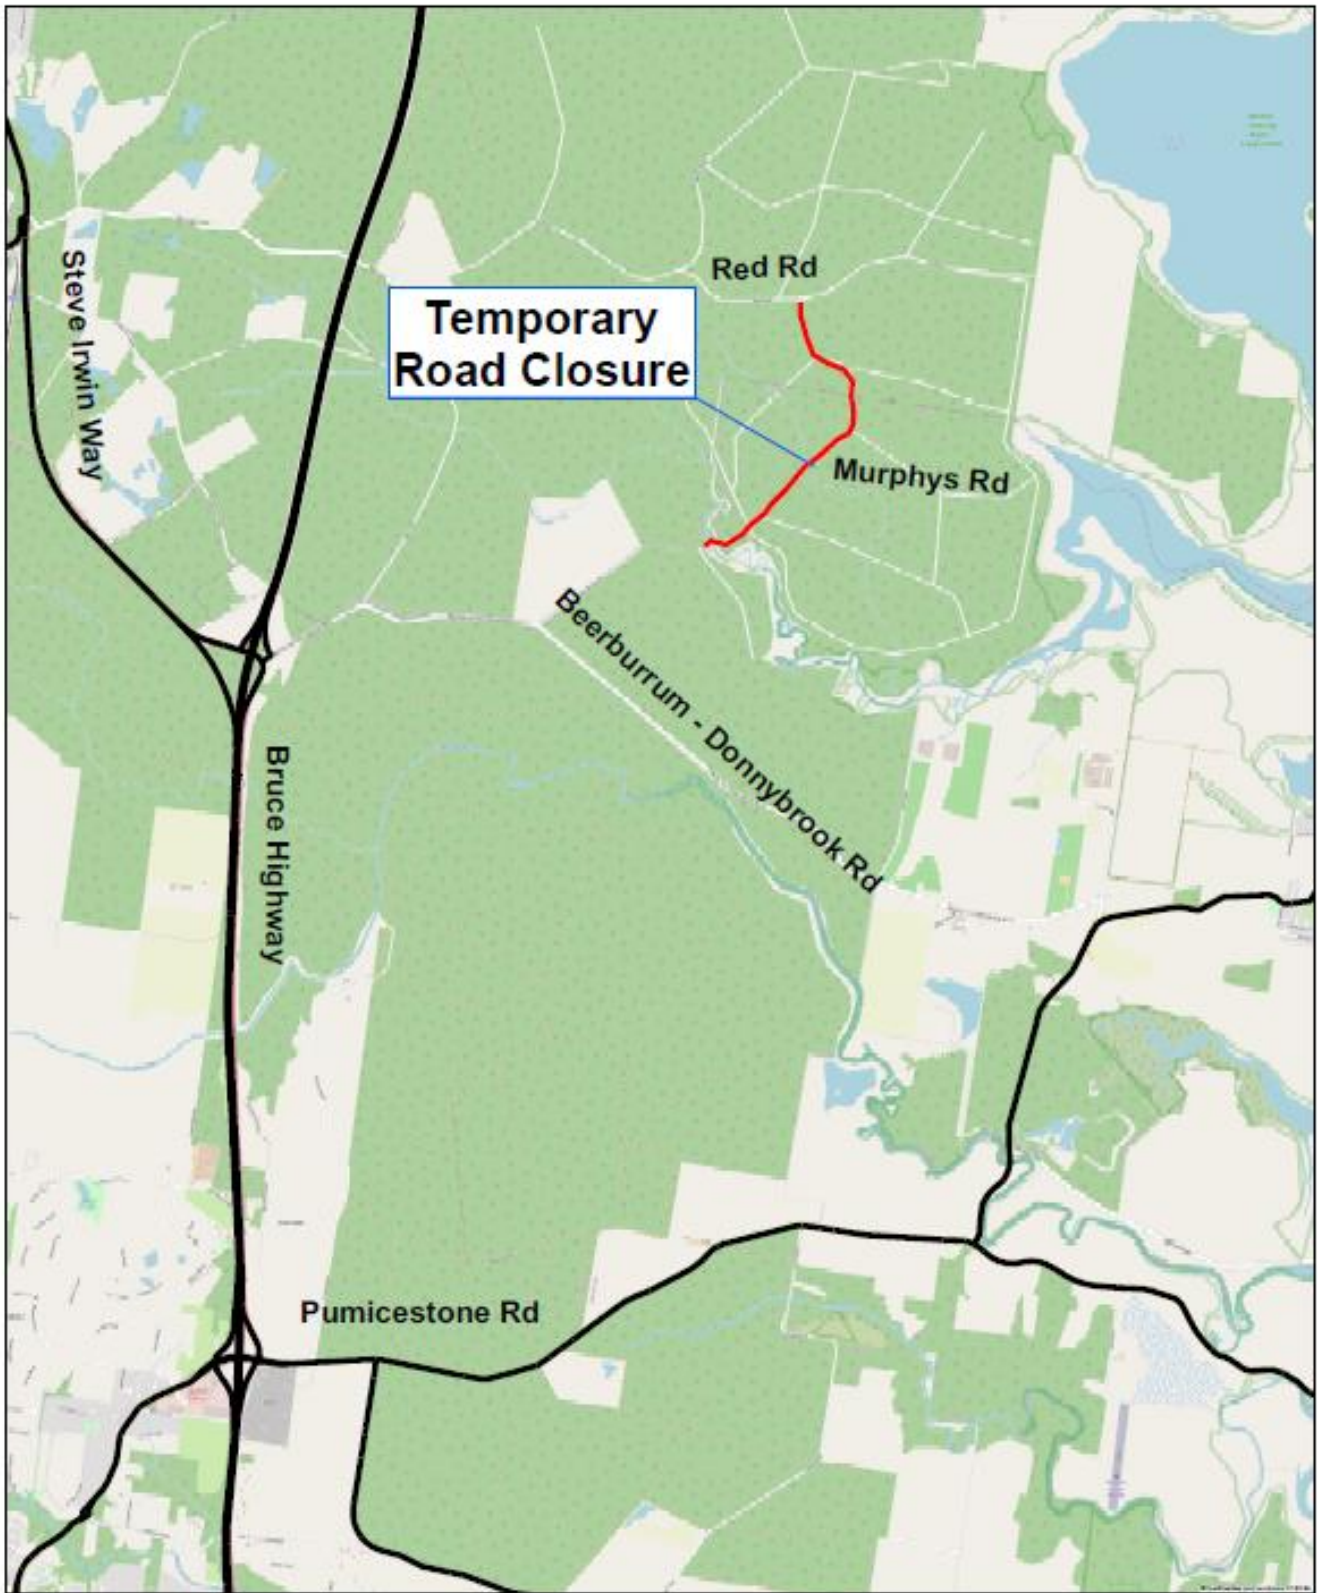 Red Rd
Temporary
Road Closure
Steve Irwin Way
Murphys Rd
Beerburrum - Donnybrook Rd
Bruce Highway
Pumicestone Rd